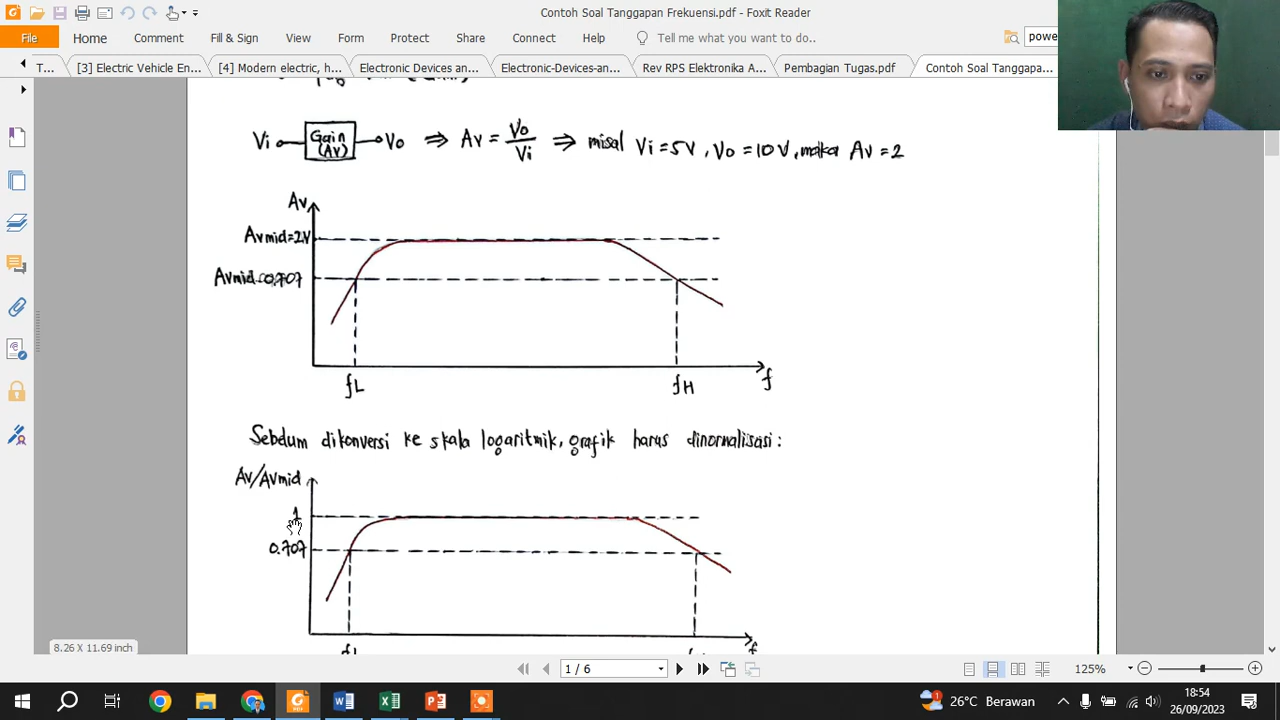 Contoh Soal Tanggapan Frekuensi.pdf - Foxit Reader
File Home Comment Fill & Sign View Form Protect Share Connect Help Tell me what you want to do.. powe
T... [3] Electric Vehicle En... [4] Modern electric, h... Electronic Devices an... Electronic-Devices-an... Rev RPS Elektronika A... Pembagian Tugas.pdf Contoh Soal Tanggapa...
Vi Gain (Av) Vo ⇒ Av = Vo/Vi ⇒ misal Vi = 5V, Vo = 10V, maka Av = 2
Av
Avmid=2V
Avmid 0.707
fL fH f
Sebelum dikonversi ke skala logaritmik, grafik harus dinormalisasi:
Av/Avmid
1
0.707
f
8.26 X 11.69 inch
1 / 6
125%
26°C Berawan
18:54
26/09/2023